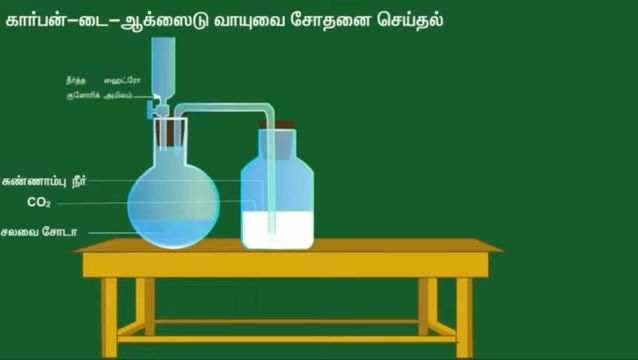 கார்பன்-டை-ஆக்ஸைடு வாயுவை சோதனை செய்தல்
நீர்த்த ஹைட்ரோ
குளோரிக் அமிலம்
சுண்ணாம்பு நீர்
CO₂
சலவை சோடா